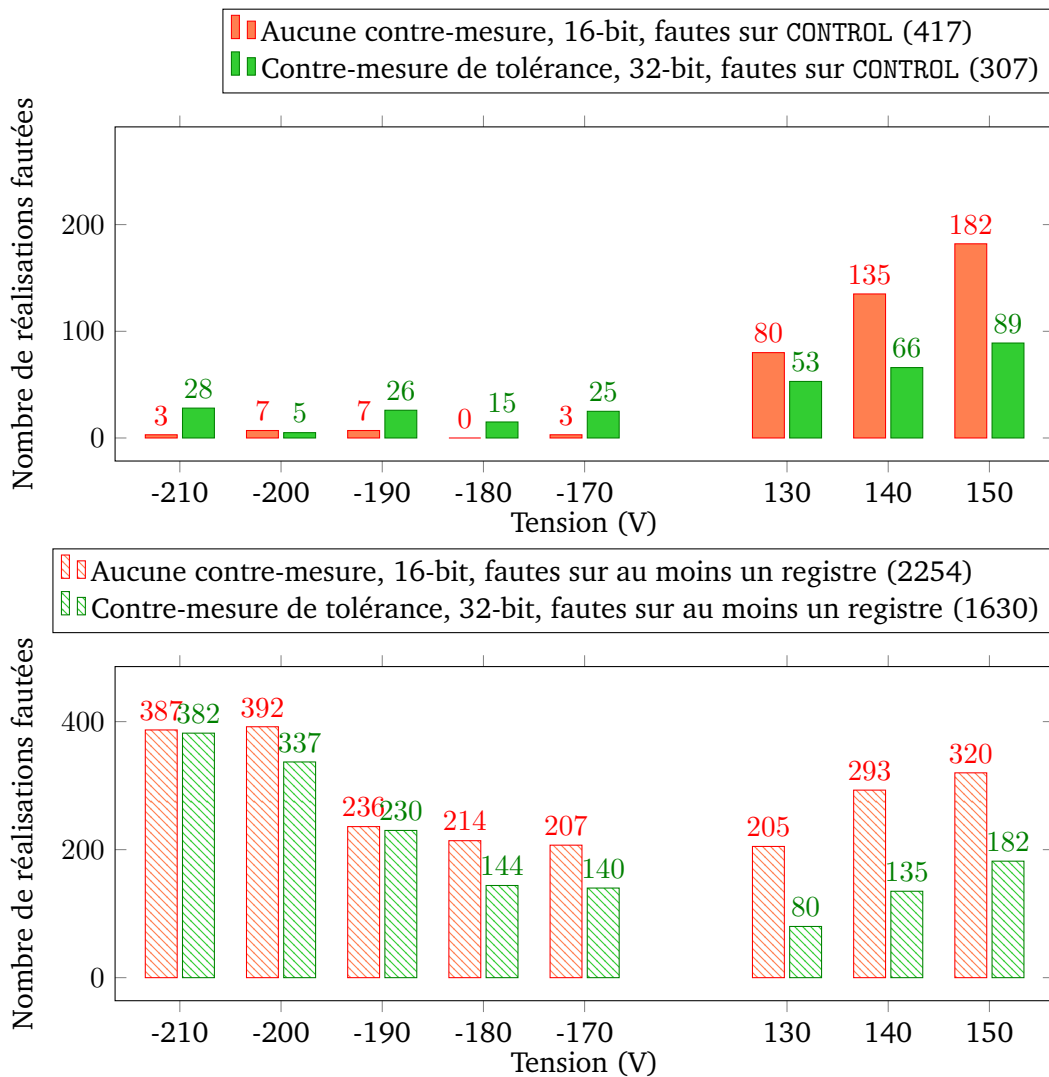 Aucune contre-mesure, 16-bit, fautes sur CONTROL (417)
Contre-mesure de tolérance, 32-bit, fautes sur CONTROL (307)
Nombre de réalisations fautées
200
100
0
3 28 7 5 7 26 0 15 3 25 80 53 135 66 182 89
-210 -200 -190 -180 -170 130 140 150
Tension (V)
Aucune contre-mesure, 16-bit, fautes sur au moins un registre (2254)
Contre-mesure de tolérance, 32-bit, fautes sur au moins un registre (1630)
Nombre de réalisations fautées
400
200
0
387 382 392 337 236 230 214 144 207 140 205 80 293 135 320 182
-210 -200 -190 -180 -170 130 140 150
Tension (V)